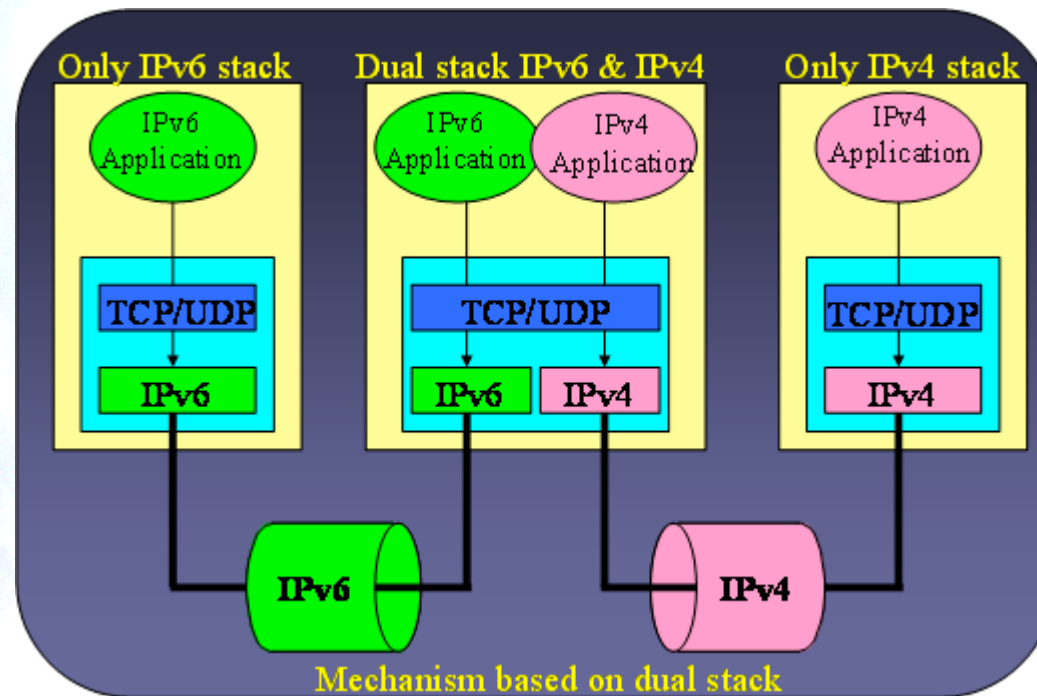 Only IPv6 stack
Dual stack IPv6 & IPv4
Only IPv4 stack
IPv6
Application
IPv6
Application
IPv4
Application
IPv4
Application
TCP/UDP
TCP/UDP
TCP/UDP
IPv6
IPv6
IPv4
IPv4
IPv6
IPv4
Mechanism based on dual stack